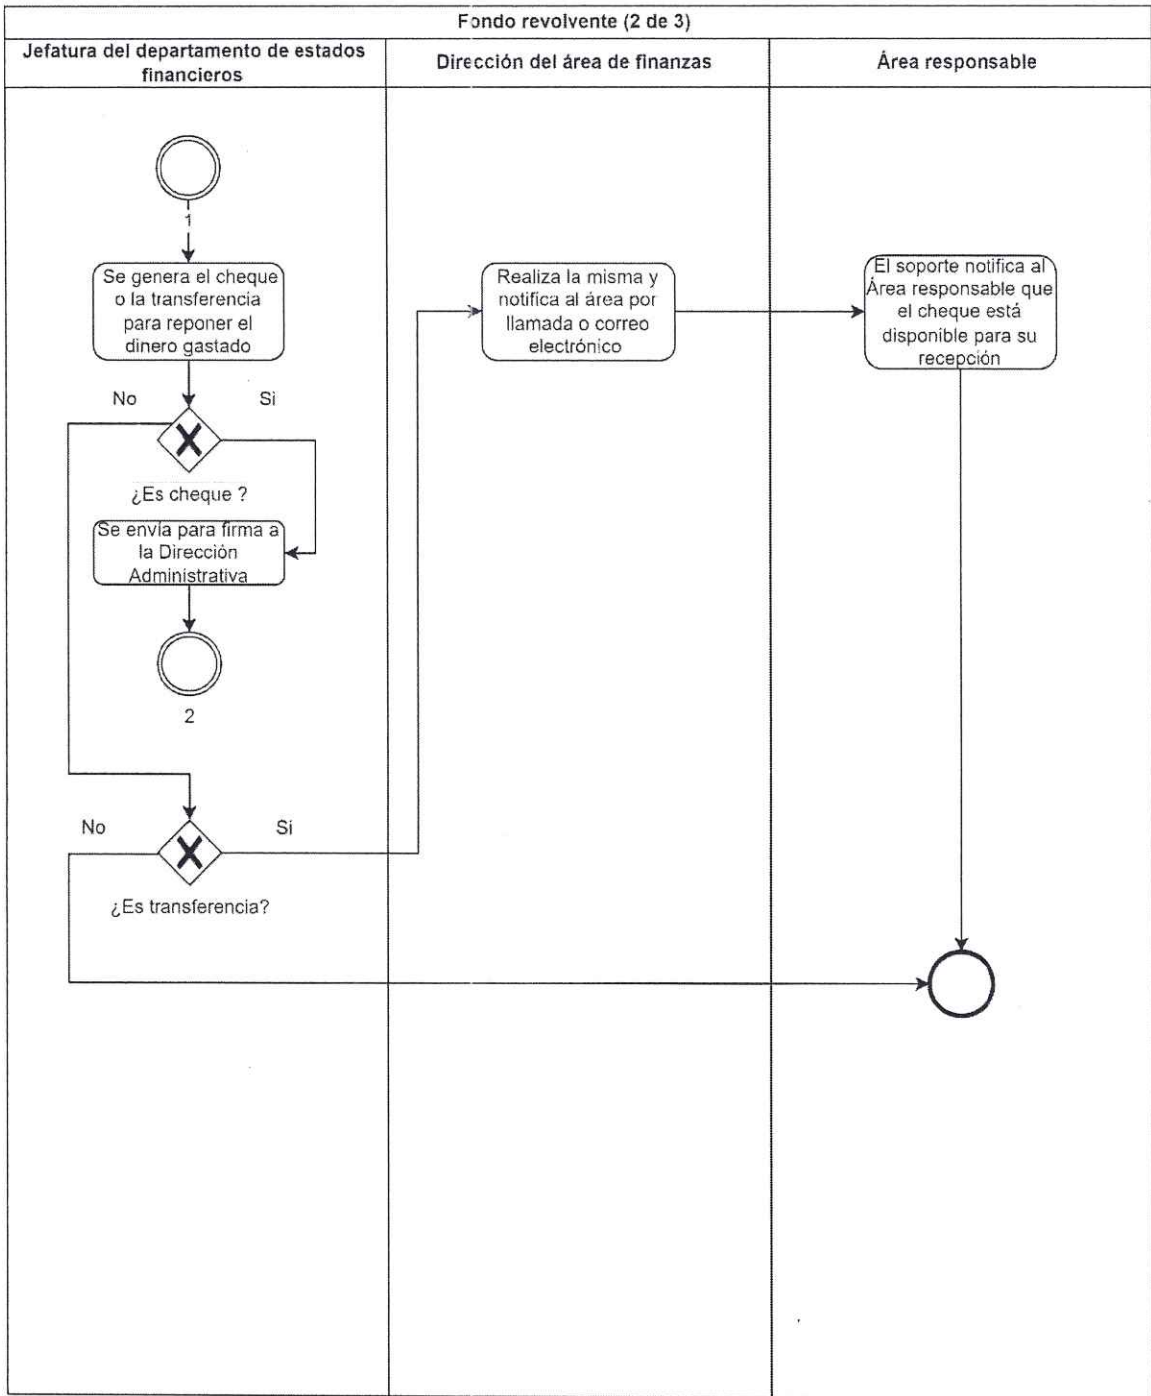 Fondo revolvente (2 de 3)
Jefatura del departamento de estados
financieros
Dirección del área de finanzas
Área responsable
1
Se genera el cheque
o la transferencia
para reponer el
dinero gastado
Realiza la misma y
notifica al área por
llamada o correo
electrónico
El soporte notifica al
Área responsable que
el cheque está
disponible para su
recepción
No
Si
¿Es cheque ?
Se envía para firma a
la Dirección
Administrativa
2
No
Si
¿Es transferencia?